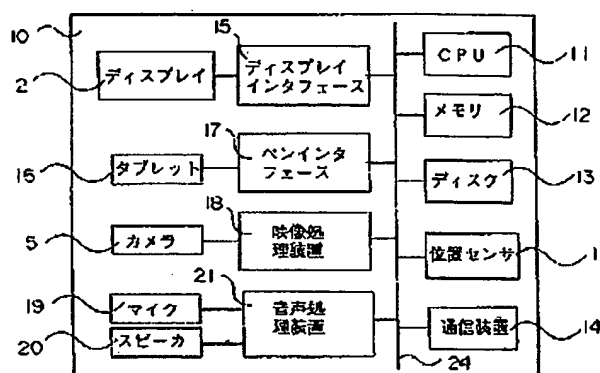 10
15
2
ディスプレイ
ディスプレイ
インタフェース
CPU
11
メモリ
12
17
16
タブレット
ペンインタ
フェース
ディスク
13
18
5
カメラ
映像処
理装置
位置センサ
1
21
19
マイク
音声処
理装置
20
スピーカ
通信装置
14
24